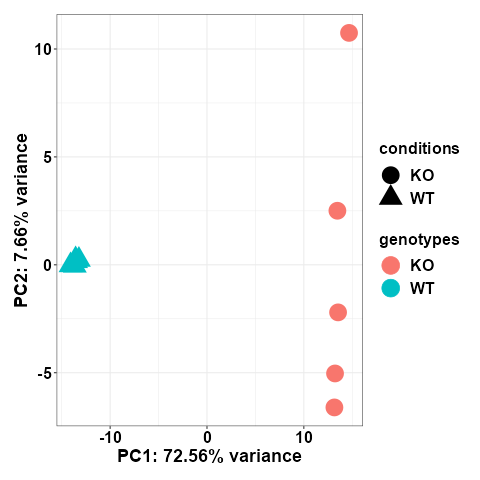 PC2: 7.66% variance
10
5
0
-5
-10
0
10
PC1: 72.56% variance
conditions
KO
WT
genotypes
KO
WT